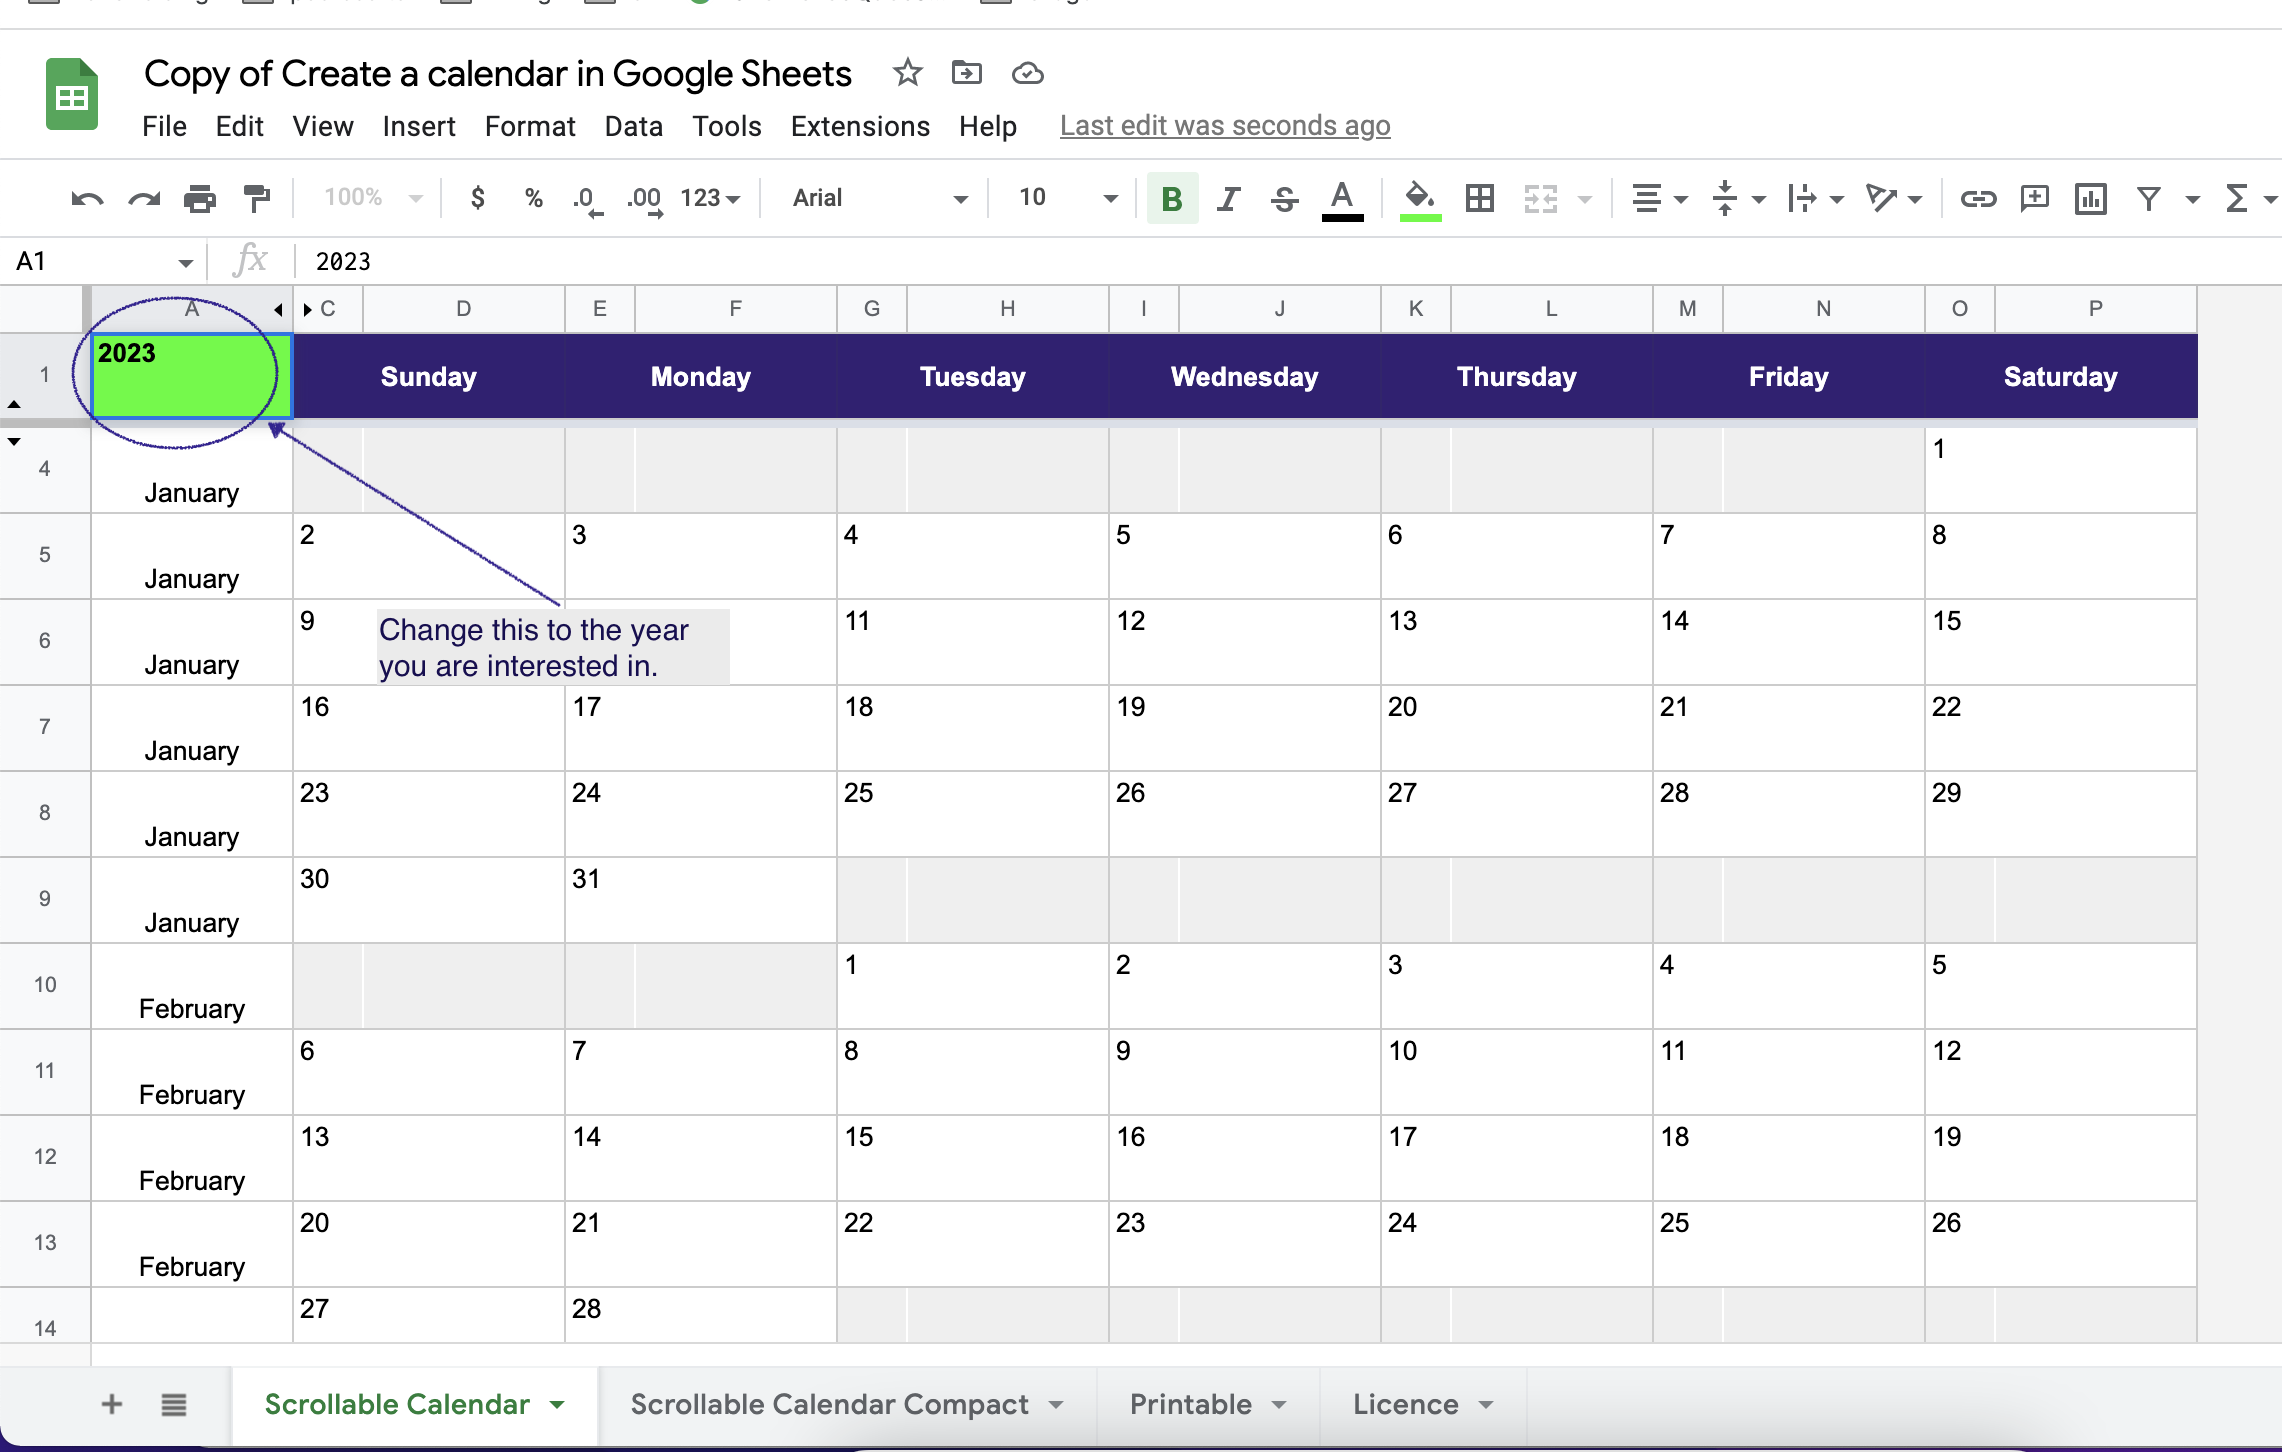 Copy of Create a calendar in Google Sheets
File Edit View Insert Format Data Tools Extensions Help Last edit was seconds ago
100% $ % .0 .00 123 Arial 10 B I S A Σ
A1 fx 2023
A C D E F G H I J K L M N O P
1 2023 Sunday Monday Tuesday Wednesday Thursday Friday Saturday
4 January 1
5 January 2 3 4 5 6 7 8
6 January 9 11 12 13 14 15
Change this to the year
you are interested in.
7 January 16 17 18 19 20 21 22
8 January 23 24 25 26 27 28 29
9 January 30 31
10 February 1 2 3 4 5
11 February 6 7 8 9 10 11 12
12 February 13 14 15 16 17 18 19
13 February 20 21 22 23 24 25 26
14 27 28
+ Scrollable Calendar Scrollable Calendar Compact Printable Licence